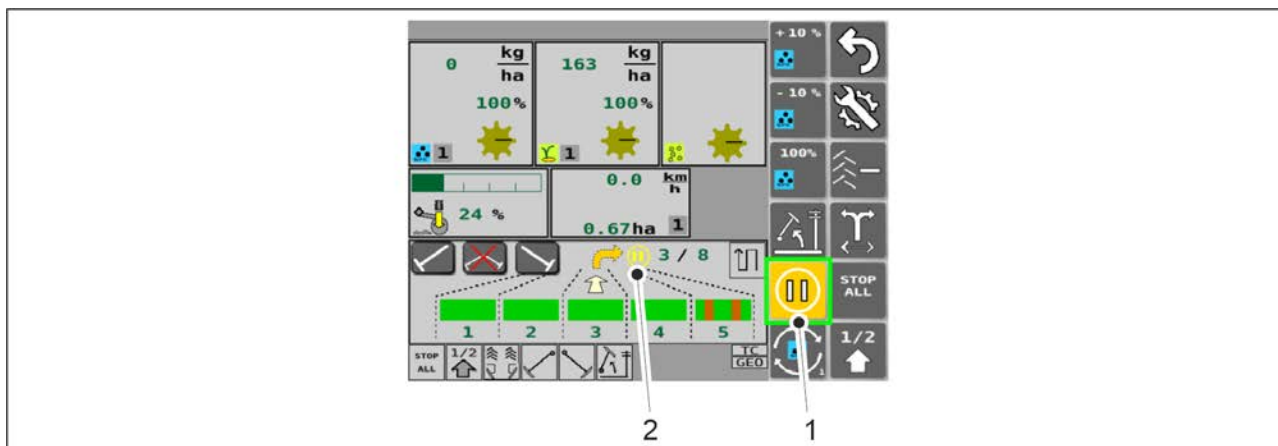 +10 %
0 kg/ha
163 kg/ha
100%
100%
- 10 %
1
1
100%
0.0 km/h
24 %
0.67ha 1
3 / 8
STOP ALL
1 2 3 4 5
1/2
1
STOP ALL
1/2
TC
GEO
2
1